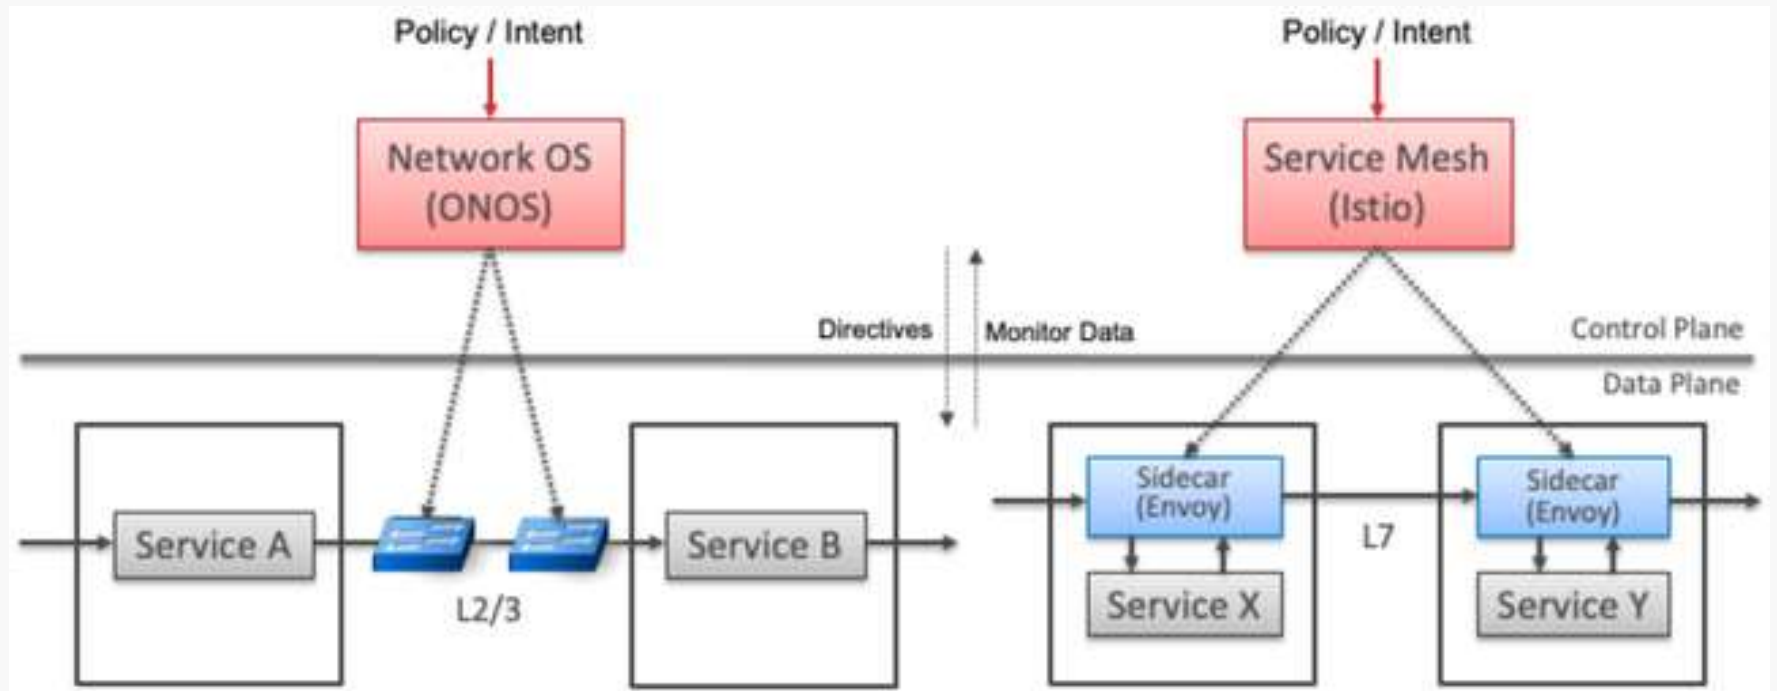 Policy / Intent
Network OS
(ONOS)
Policy / Intent
Service Mesh
(Istio)
Directives
Monitor Data
Control Plane
Data Plane
Service A
L2/3
Service B
Sidecar
(Envoy)
Service X
L7
Sidecar
(Envoy)
Service Y